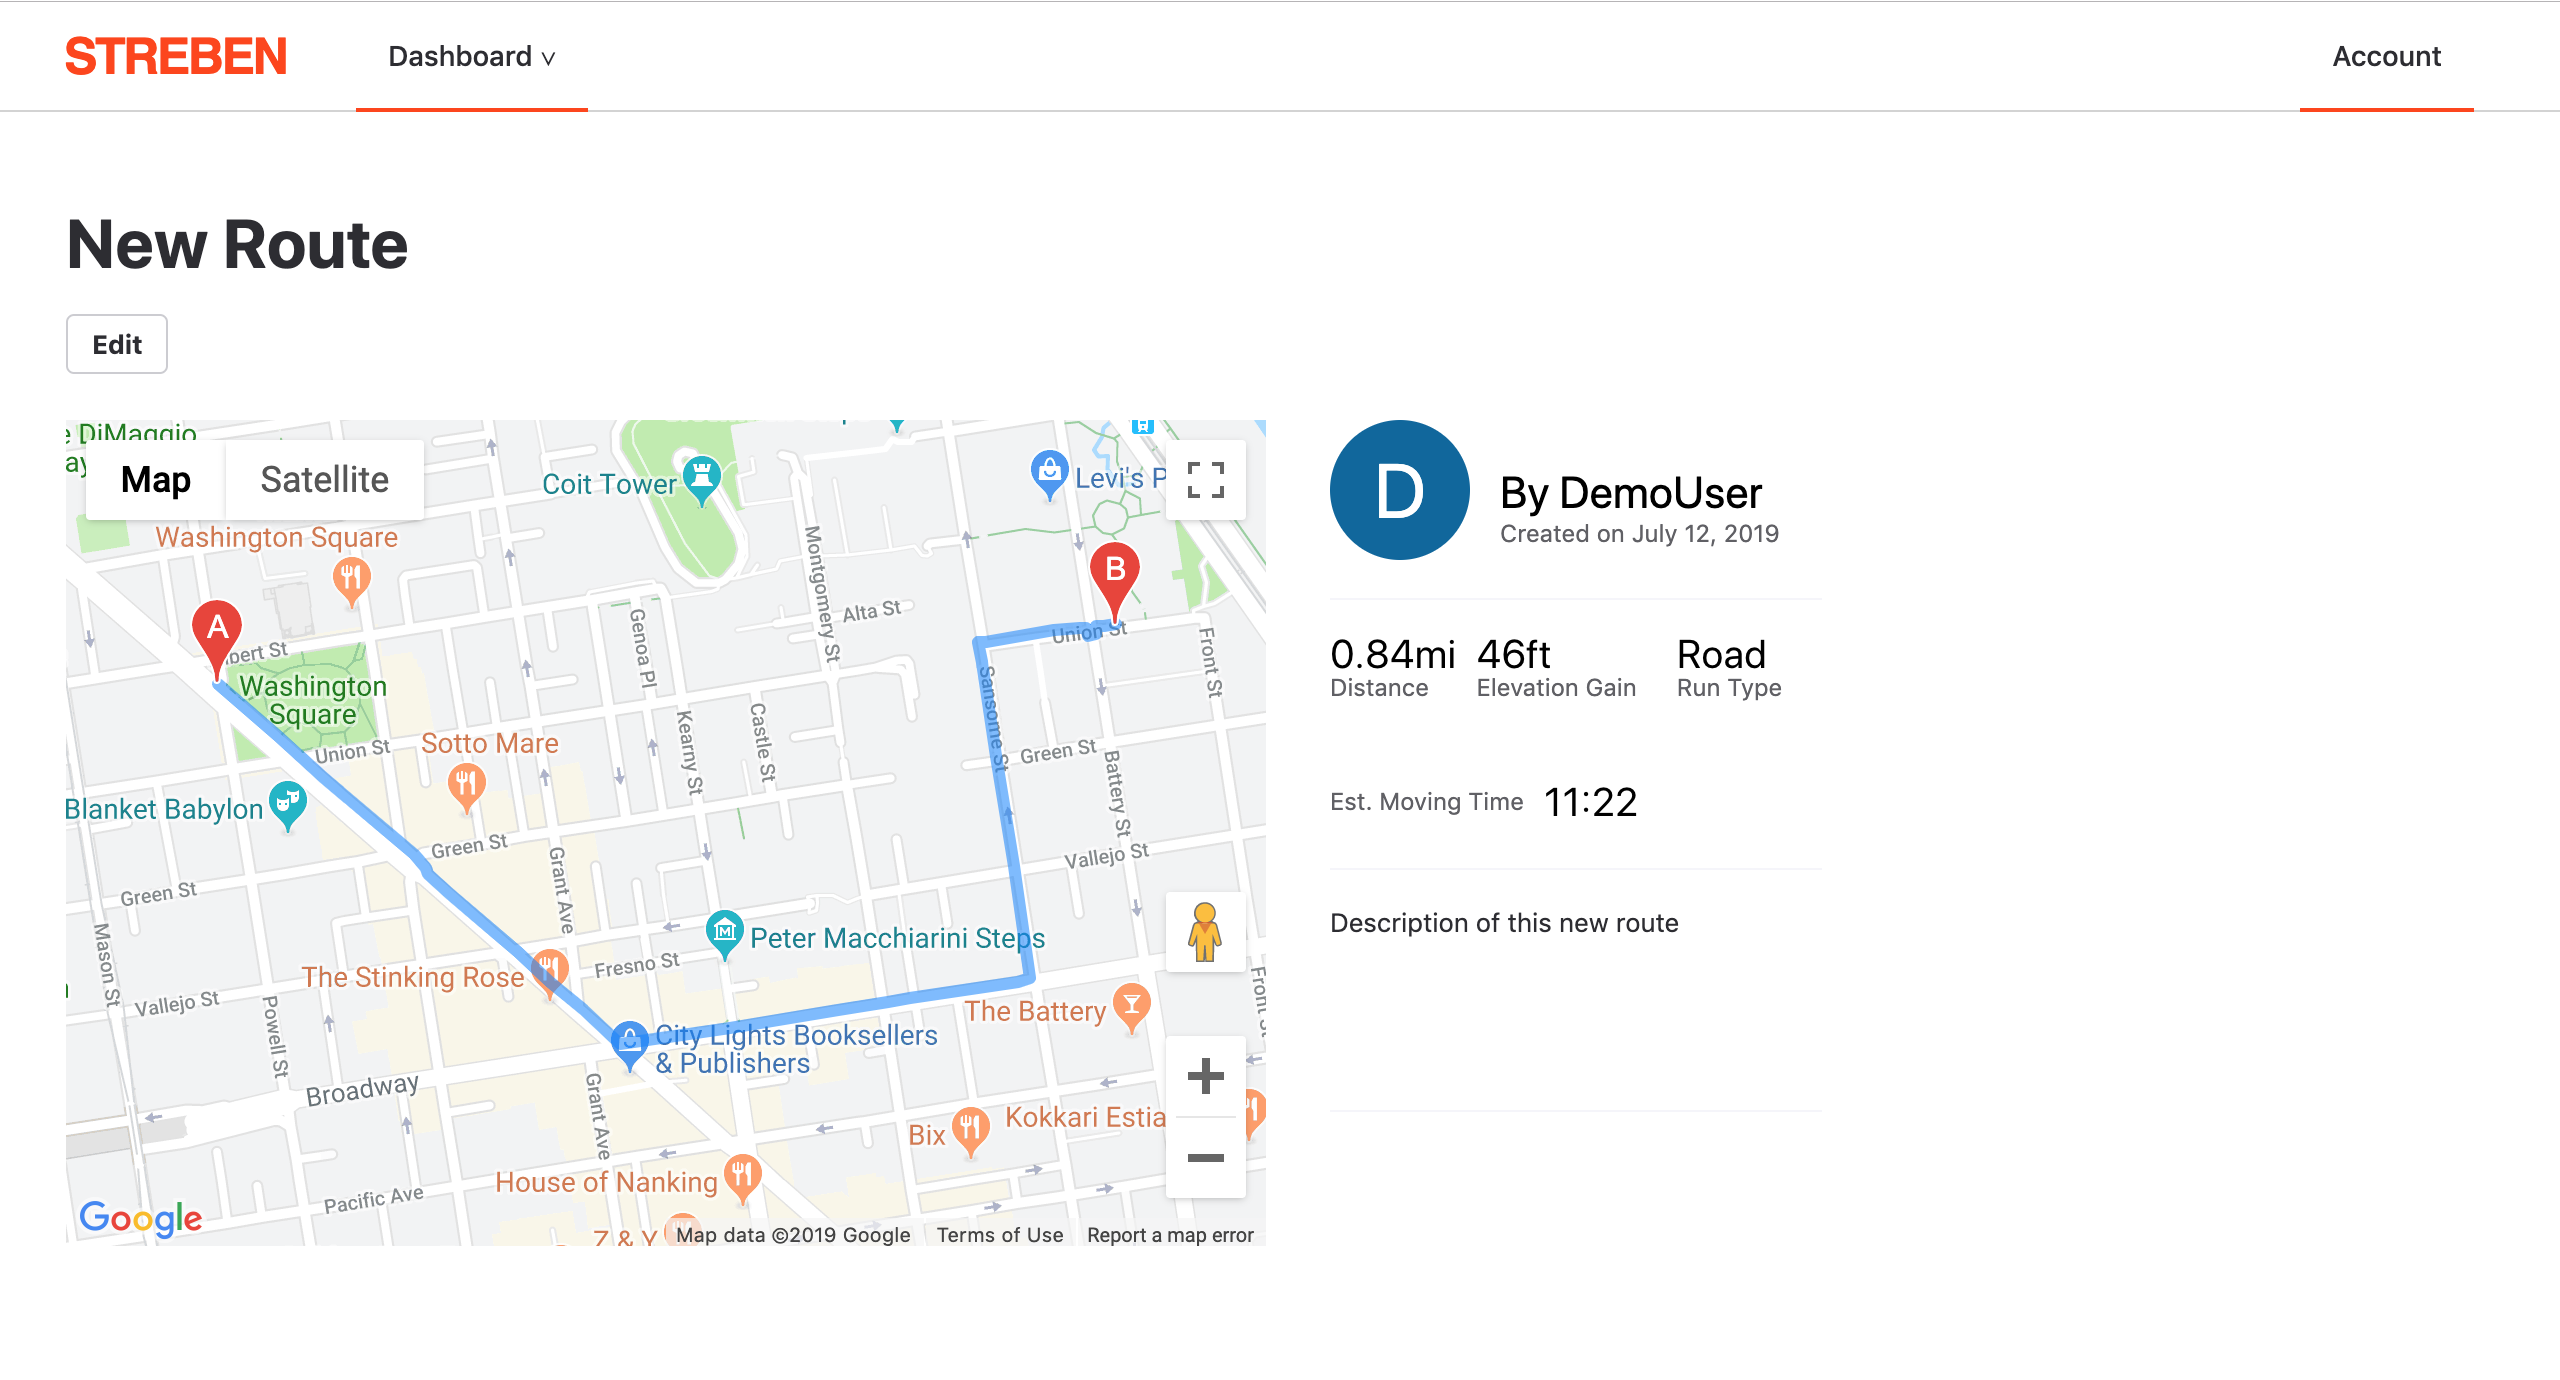 STREBEN
Dashboard v
Account
New Route
Edit
DiMaggio
Map
Satellite
Coit Tower
Levi's P
Washington Square
Montgomery St
B
Alta St
Genoa Pl
Union St
Front St
A
bert St
Washington
Square
Sansome St
Kearny St
Castle St
Union St
Sotto Mare
Green St
Battery St
Blanket Babylon
Green St
Grant Ave
Vallejo St
Green St
Mason St
Peter Macchiarini Steps
Fresno St
The Stinking Rose
Front St
Vallejo St
Powell St
The Battery
City Lights Booksellers
& Publishers
Broadway
Grant Ave
Kokkari Estia
Bix
House of Nanking
Pacific Ave
Google
Z & Y
Map data ©2019 Google
Terms of Use
Report a map error
D
By DemoUser
Created on July 12, 2019
0.84mi 46ft Road
Distance Elevation Gain Run Type
Est. Moving Time 11:22
Description of this new route